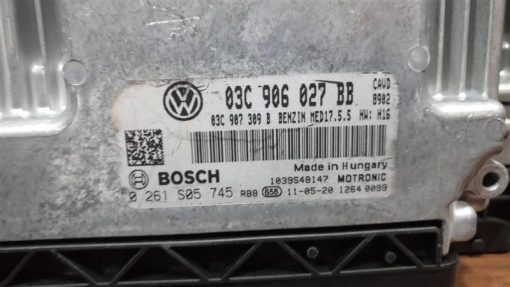 03C 906 027 BB
CAVD
8902
03C 907 309 B BENZIN MED17.5.5 HW: H16
Made in Hungary
BOSCH
1039S48147 MOTRONIC
0 261 S05 745 RBB 658 11-05-20 1264 0099